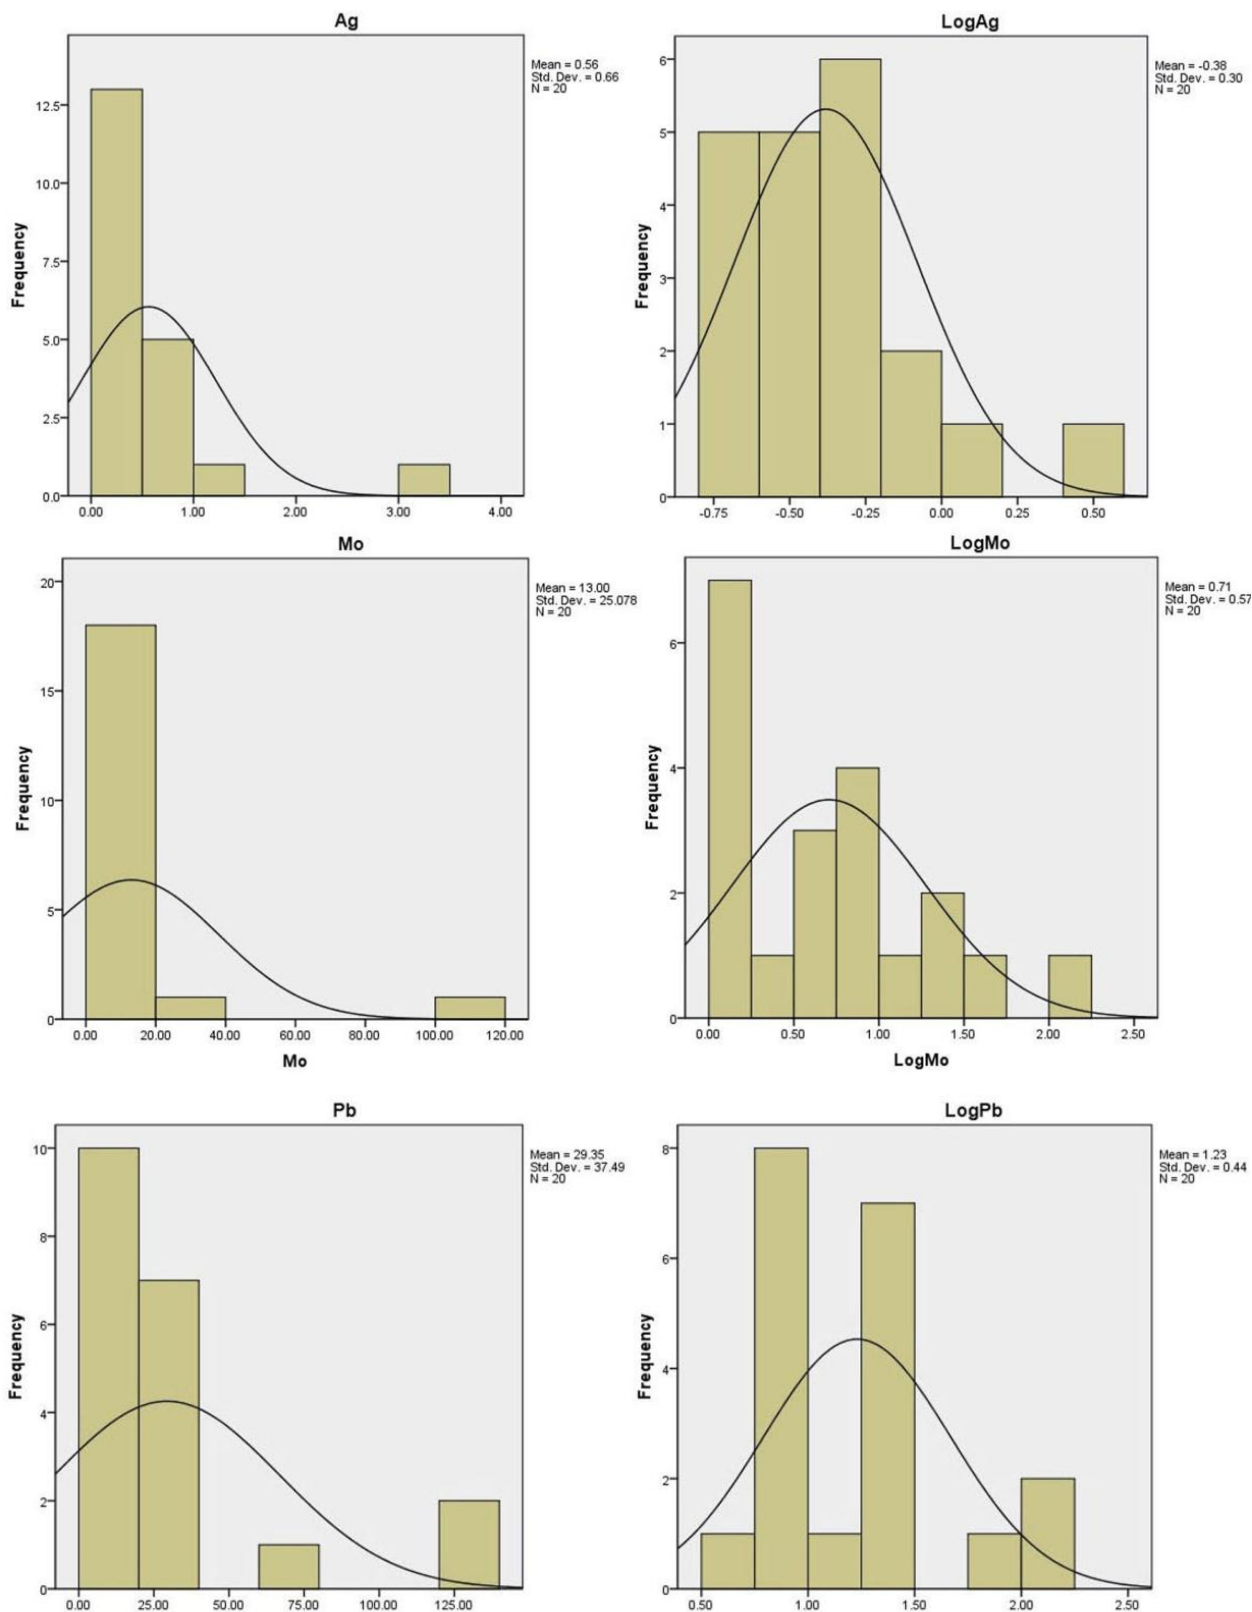 Ag
Mean = 0.56
Std. Dev. = 0.66
N = 20
Frequency
12.5
10.0
7.5
5.0
2.5
0.0
0.00 1.00 2.00 3.00 4.00
LogAg
Mean = -0.38
Std. Dev. = 0.30
N = 20
Frequency
6
5
4
3
2
1
0
-0.75 -0.50 -0.25 0.00 0.25 0.50
Mo
Mean = 13.00
Std. Dev. = 25.078
N = 20
Frequency
20
15
10
5
0
0.00 20.00 40.00 60.00 80.00 100.00 120.00
Mo
LogMo
Mean = 0.71
Std. Dev. = 0.57
N = 20
Frequency
6
4
2
0
0.00 0.50 1.00 1.50 2.00 2.50
LogMo
Pb
Mean = 29.35
Std. Dev. = 37.49
N = 20
Frequency
10
8
6
4
2
0
0.00 25.00 50.00 75.00 100.00 125.00
LogPb
Mean = 1.23
Std. Dev. = 0.44
N = 20
Frequency
8
6
4
2
0
0.50 1.00 1.50 2.00 2.50